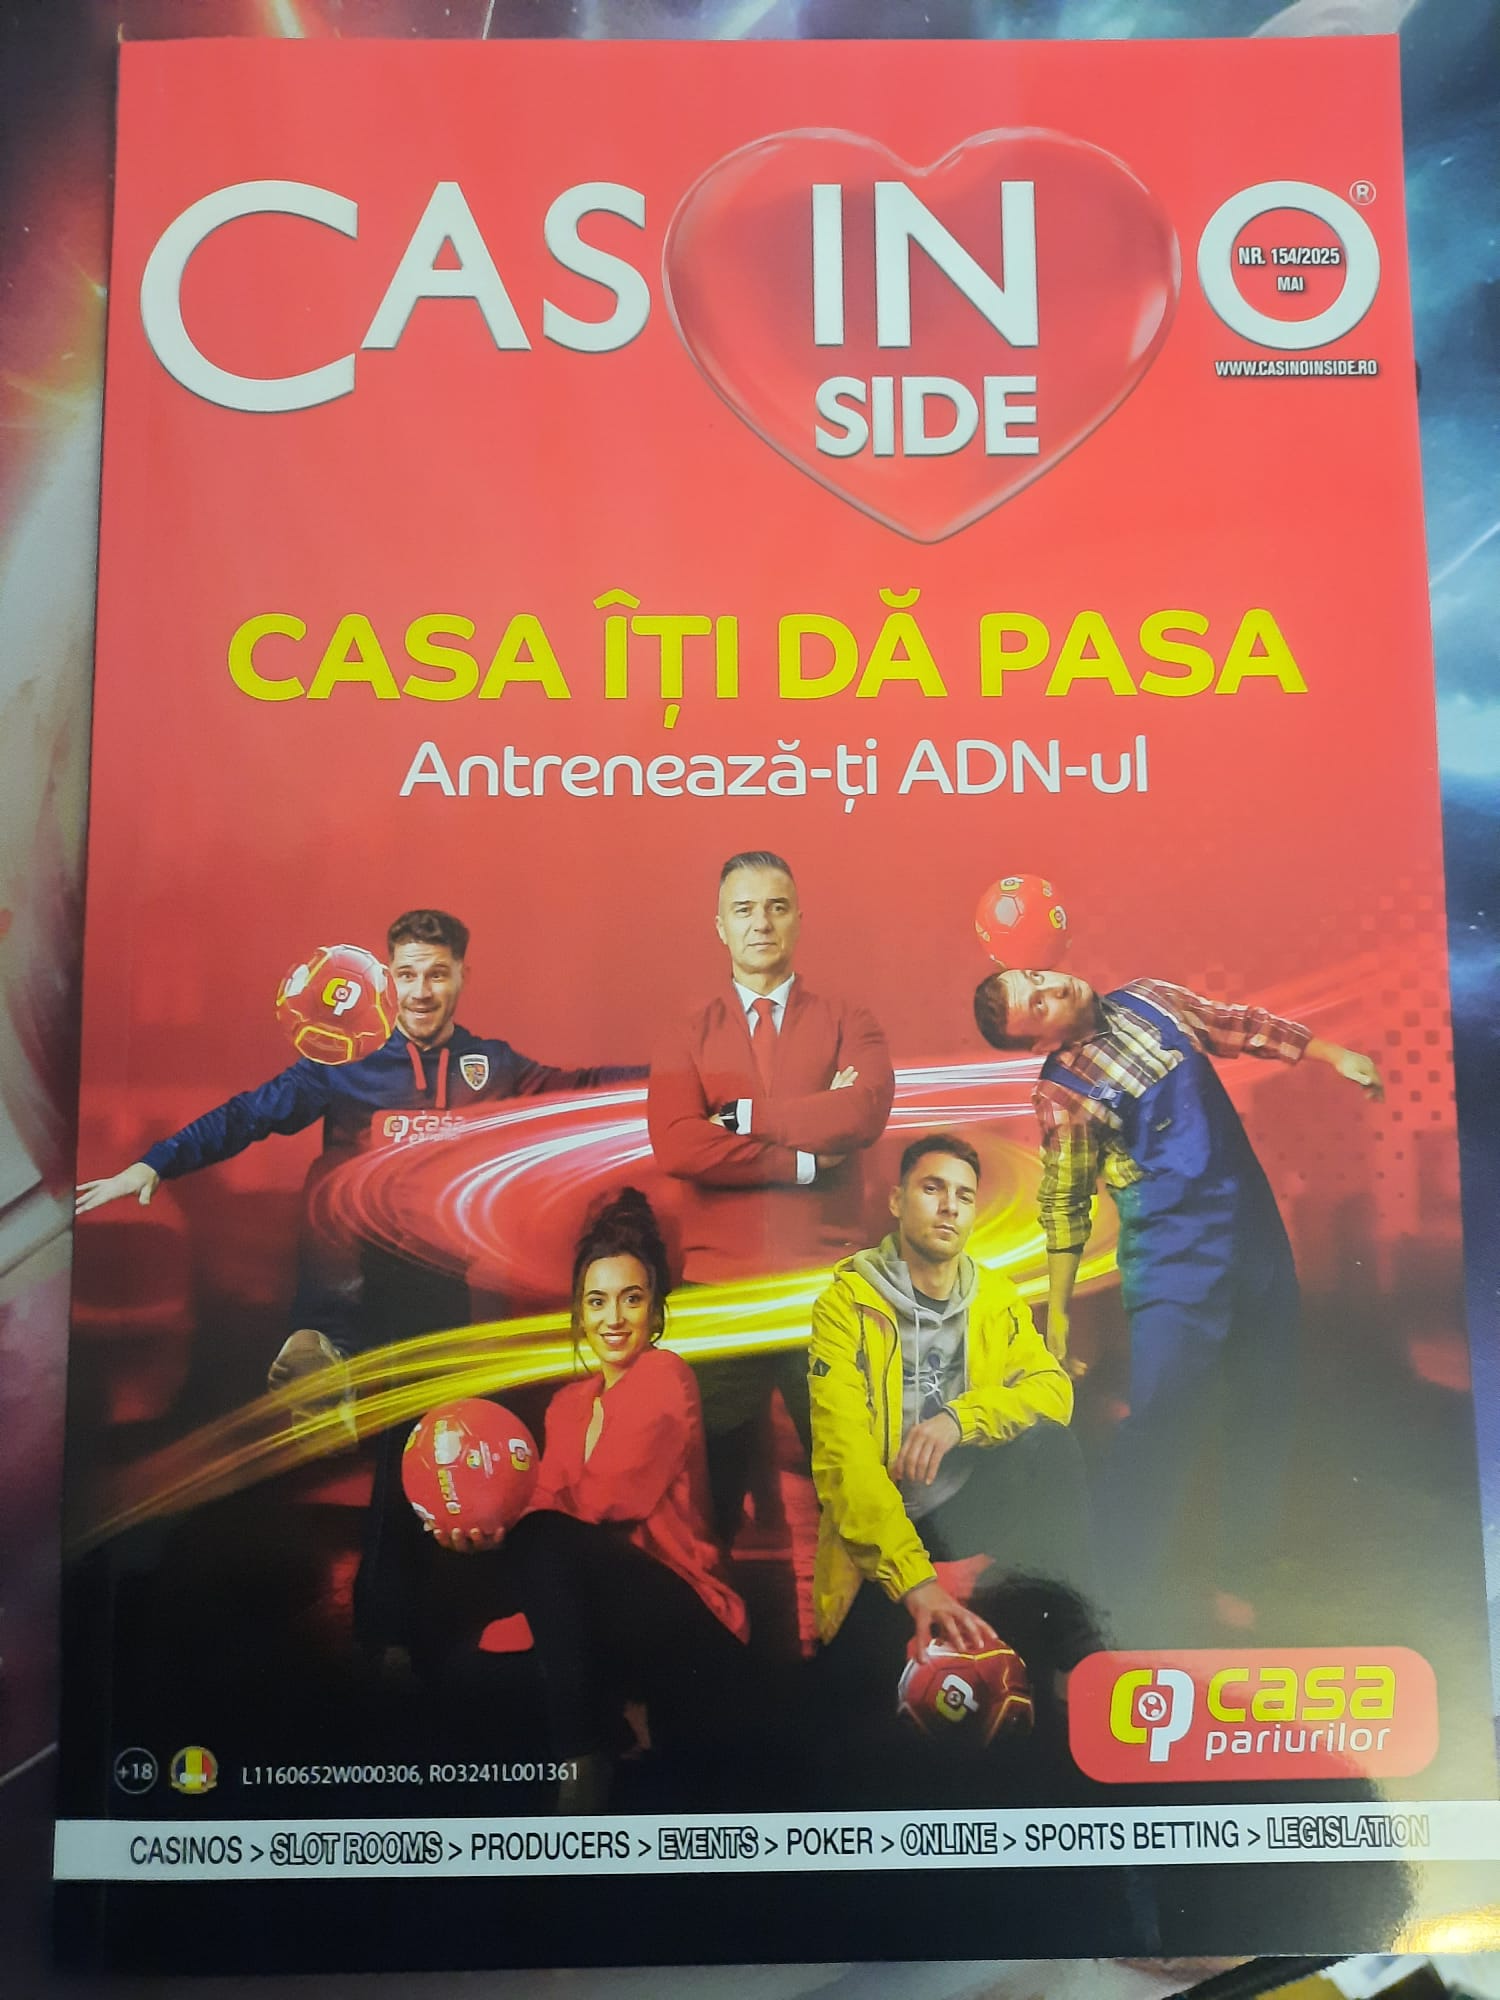 CASINO
IN
SIDE
®
NR. 154/2025
MAI
WWW.CASINOINSIDE.RO
CASA ÎȚI DĂ PASA
Antrenează-ți ADN-ul
casa
pariurilor
casa
pariurilor
+18
L1160652W000306, RO3241L001361
CASINOS > SLOT ROOMS > PRODUCERS > EVENTS > POKER > ONLINE > SPORTS BETTING > LEGISLATION